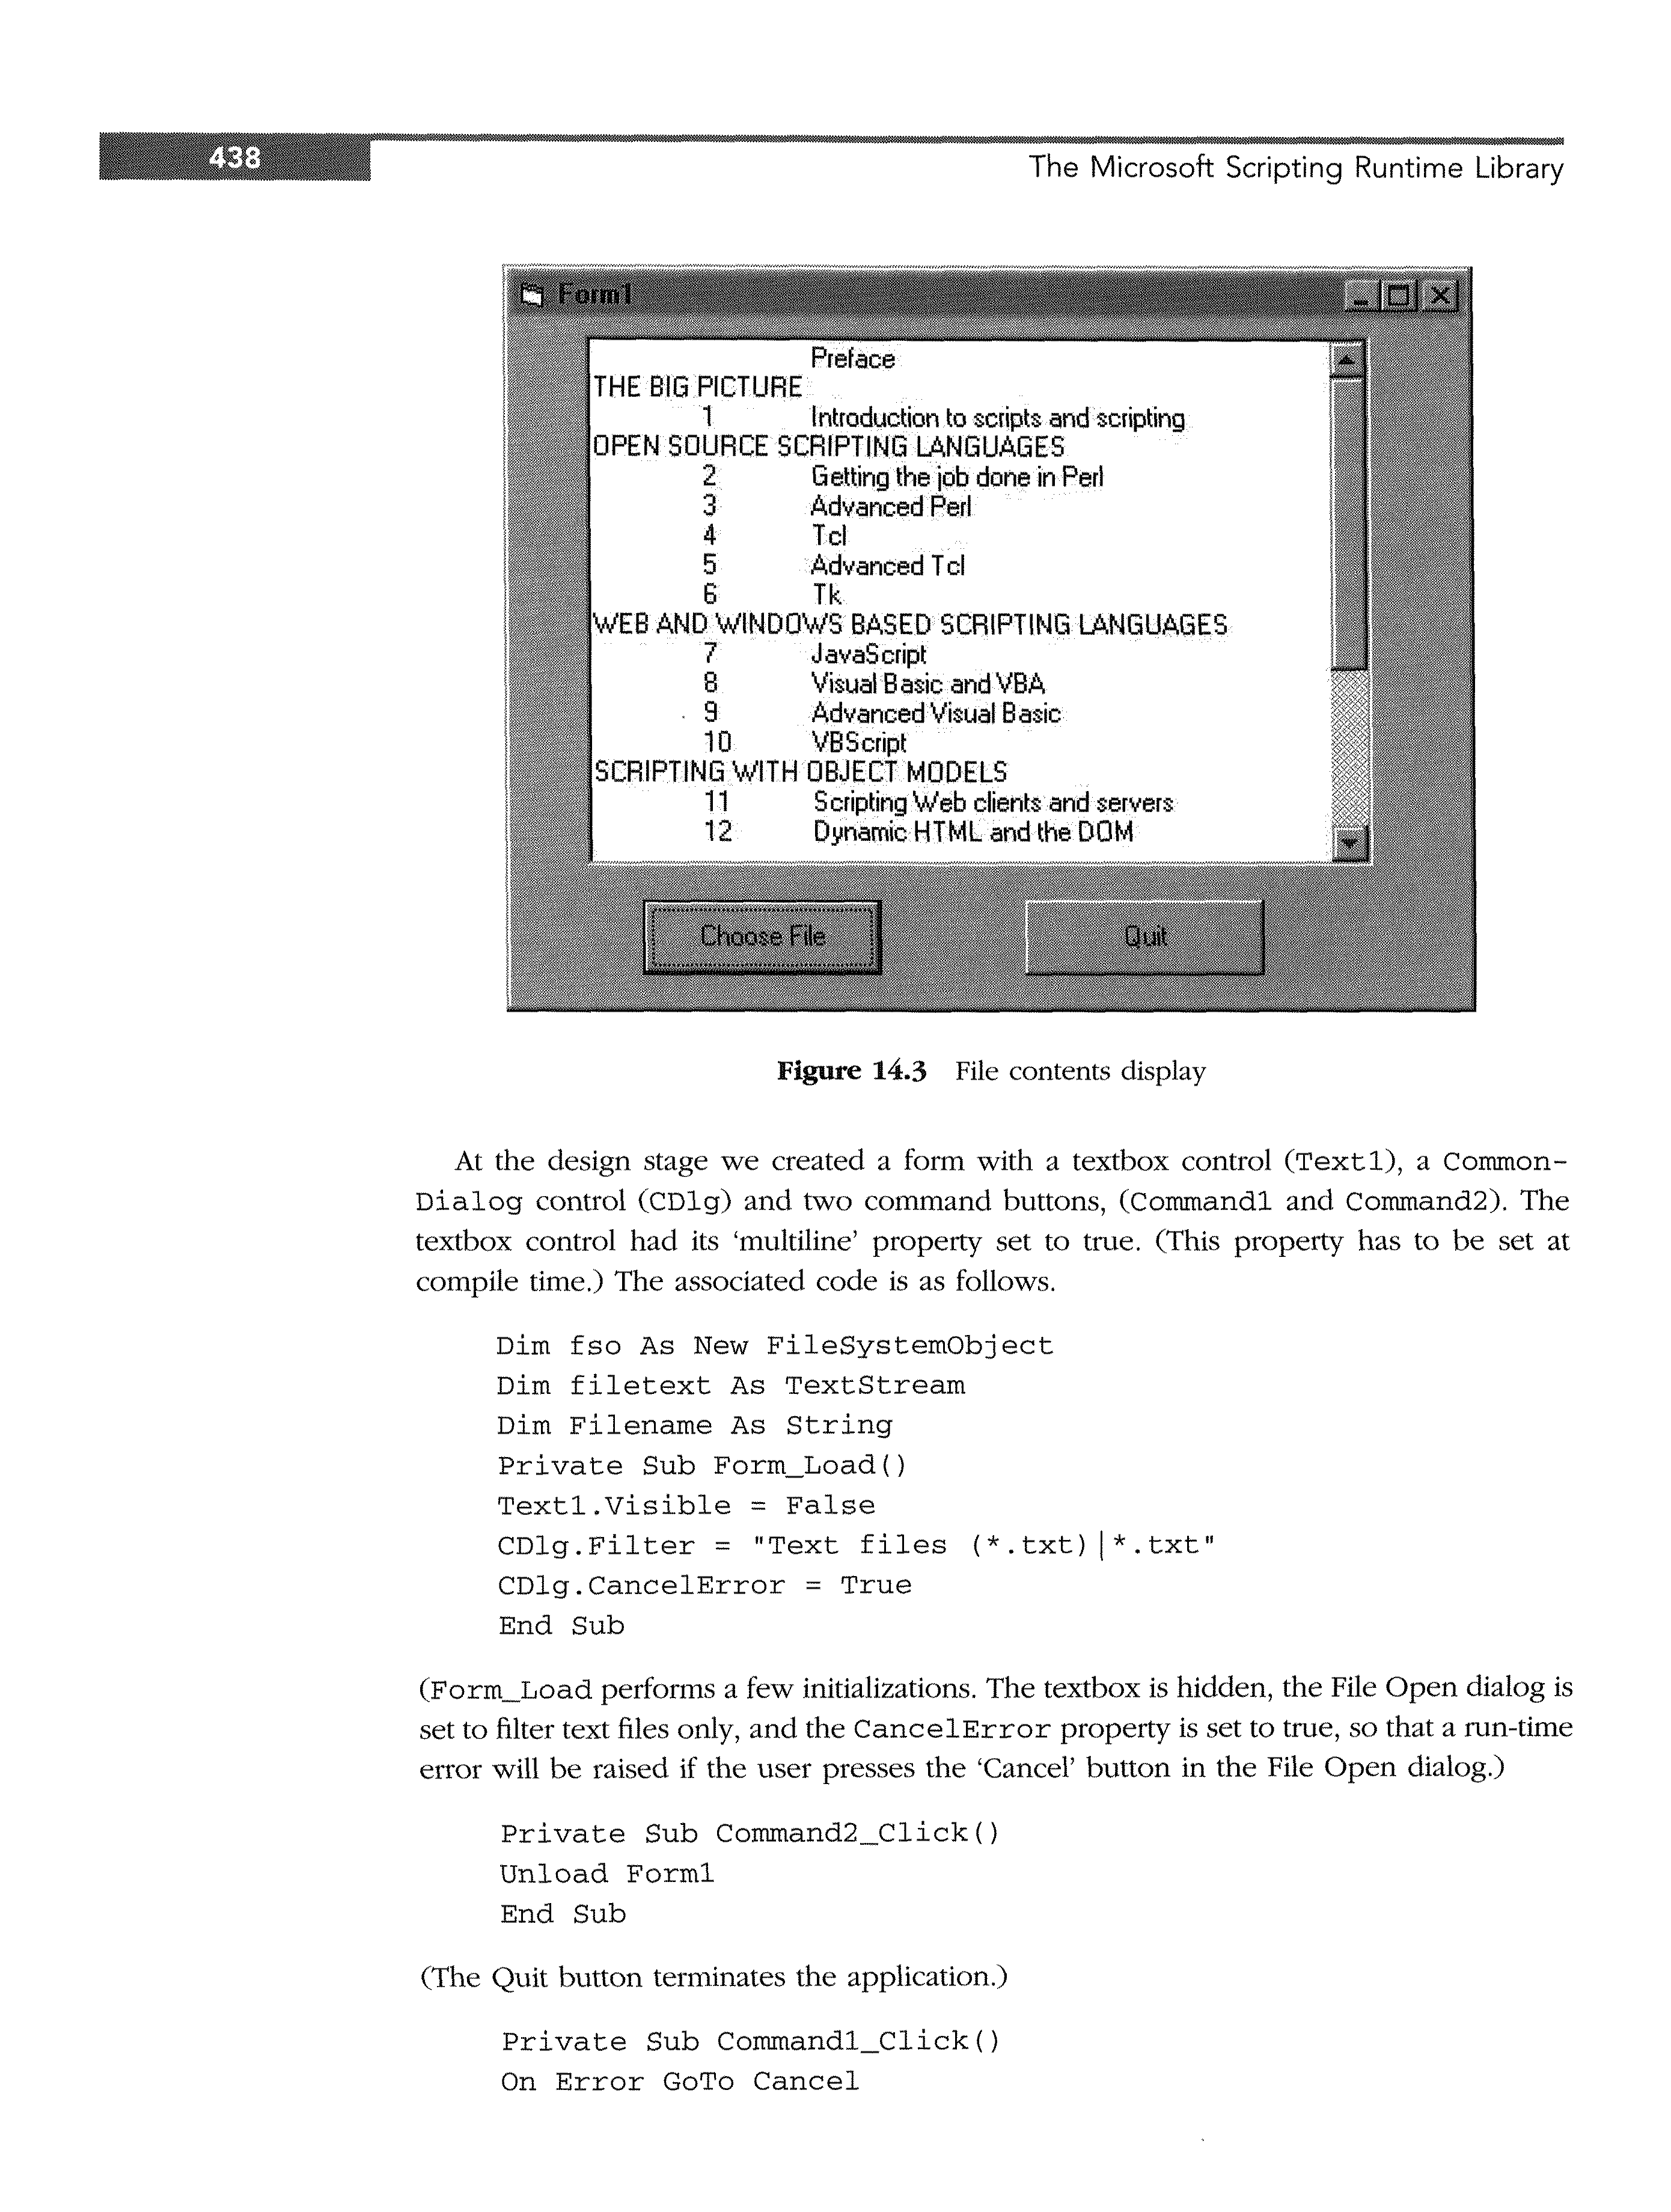 438
The Microsoft Scripting Runtime Library
Form1
Preface
THE BIG PICTURE
1 Introduction to scripts and scripting
OPEN SOURCE SCRIPTING LANGUAGES
2 Getting the job done in Perl
3 Advanced Perl
4 Tcl
5 Advanced Tcl
6 Tk
WEB AND WINDOWS BASED SCRIPTING LANGUAGES
7 JavaScript
8 Visual Basic and VBA
9 Advanced Visual Basic
10 VBScript
SCRIPTING WITH OBJECT MODELS
11 Scripting Web clients and servers
12 Dynamic HTML and the DOM
Choose File Quit
Figure 14.3 File contents display
At the design stage we created a form with a textbox control (Text1), a Common-
Dialog control (CDlg) and two command buttons, (Command1 and Command2). The
textbox control had its ‘multiline’ property set to true. (This property has to be set at
compile time.) The associated code is as follows.
Dim fso As New FileSystemObject
Dim filetext As TextStream
Dim Filename As String
Private Sub Form_Load()
Text1.Visible = False
CDlg.Filter = "Text files (*.txt)|*.txt"
CDlg.CancelError = True
End Sub
(Form_Load performs a few initializations. The textbox is hidden, the File Open dialog is
set to filter text files only, and the CancelError property is set to true, so that a run-time
error will be raised if the user presses the ‘Cancel’ button in the File Open dialog.)
Private Sub Command2_Click()
Unload Form1
End Sub
(The Quit button terminates the application.)
Private Sub Command1_Click()
On Error GoTo Cancel